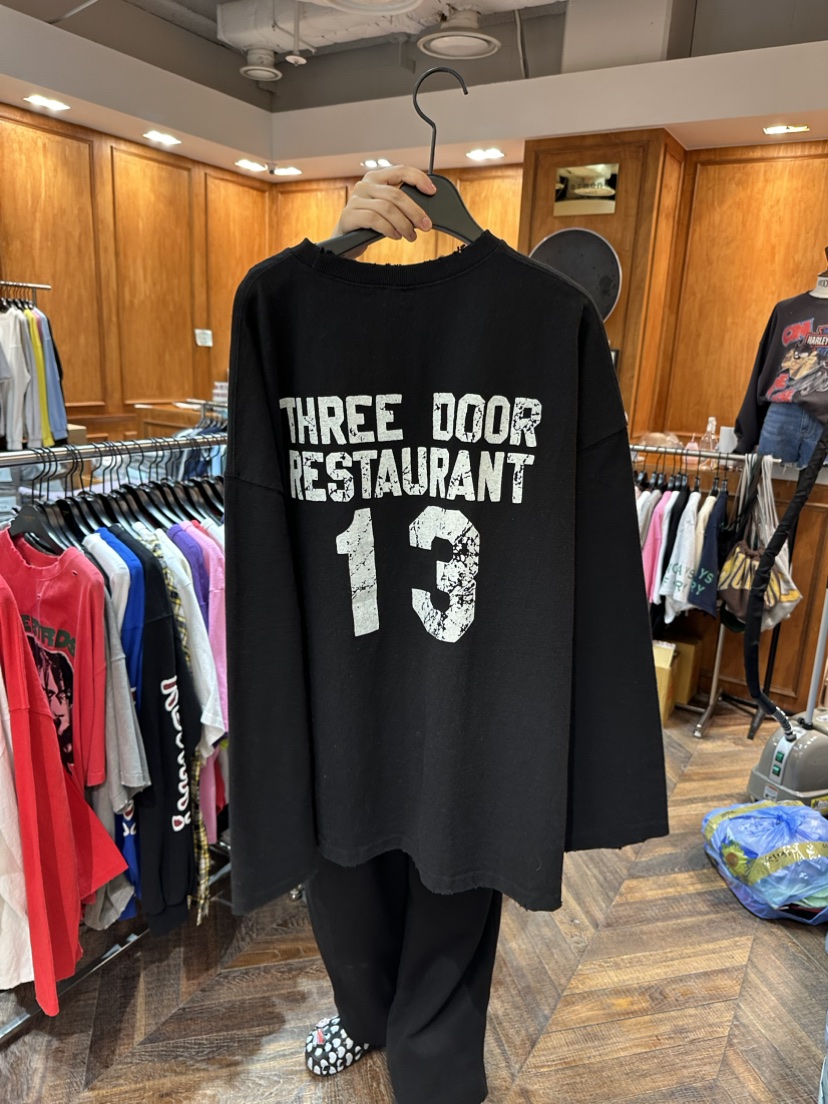 THREE DOOR
RESTAURANT
13
HARLEY